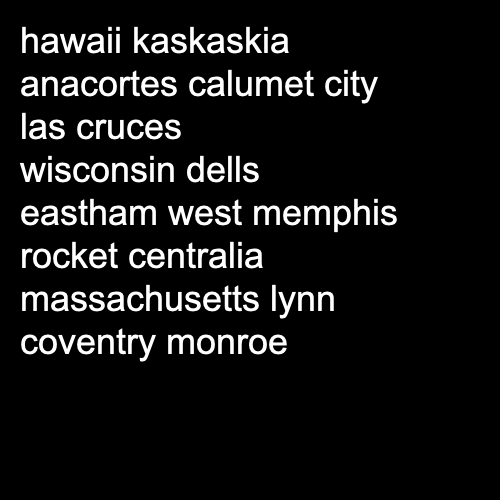 hawaii kaskaskia
anacortes calumet city
las cruces
wisconsin dells
eastham west memphis
rocket centralia
massachusetts lynn
coventry monroe